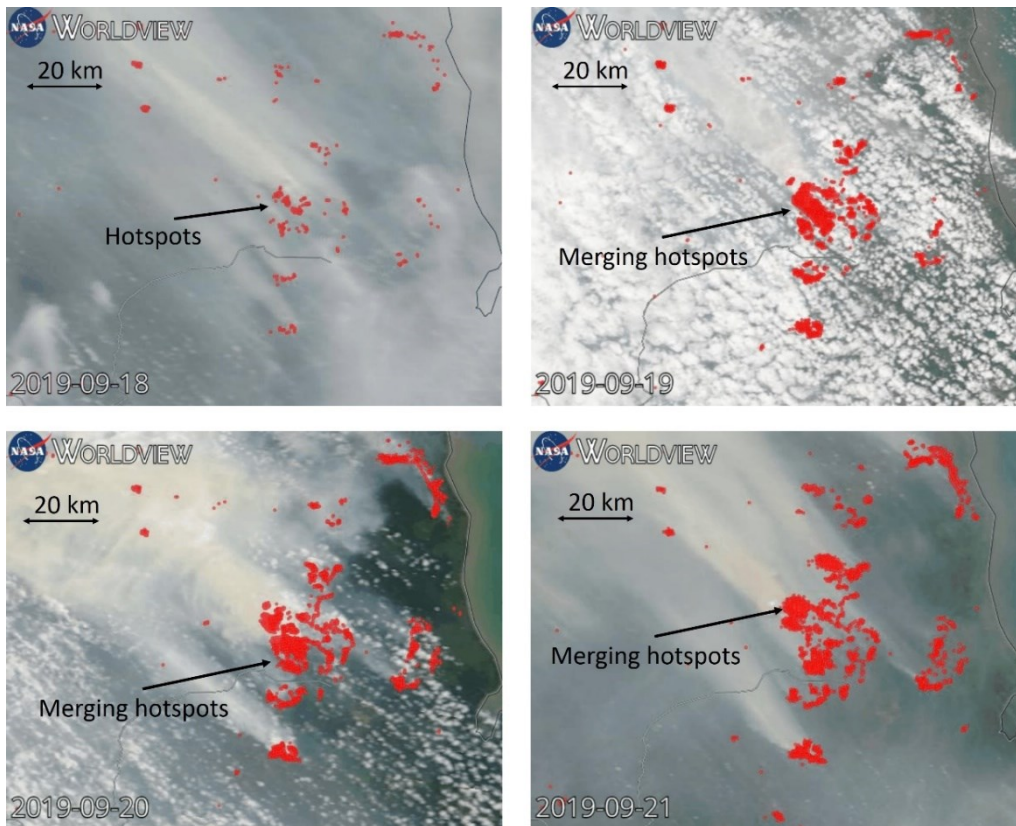 NASA WORLDVIEW
20 km
Hotspots
2019-09-18
NASA WORLDVIEW
20 km
Merging hotspots
2019-09-19
NASA WORLDVIEW
20 km
Merging hotspots
2019-09-20
NASA WORLDVIEW
20 km
Merging hotspots
2019-09-21